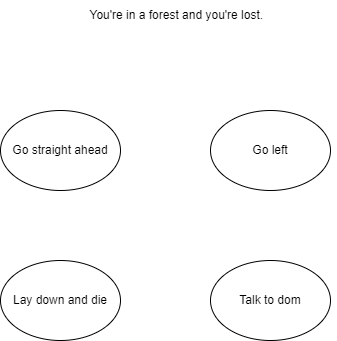 You're in a forest and you're lost.
Go straight ahead
Go left
Lay down and die
Talk to dom